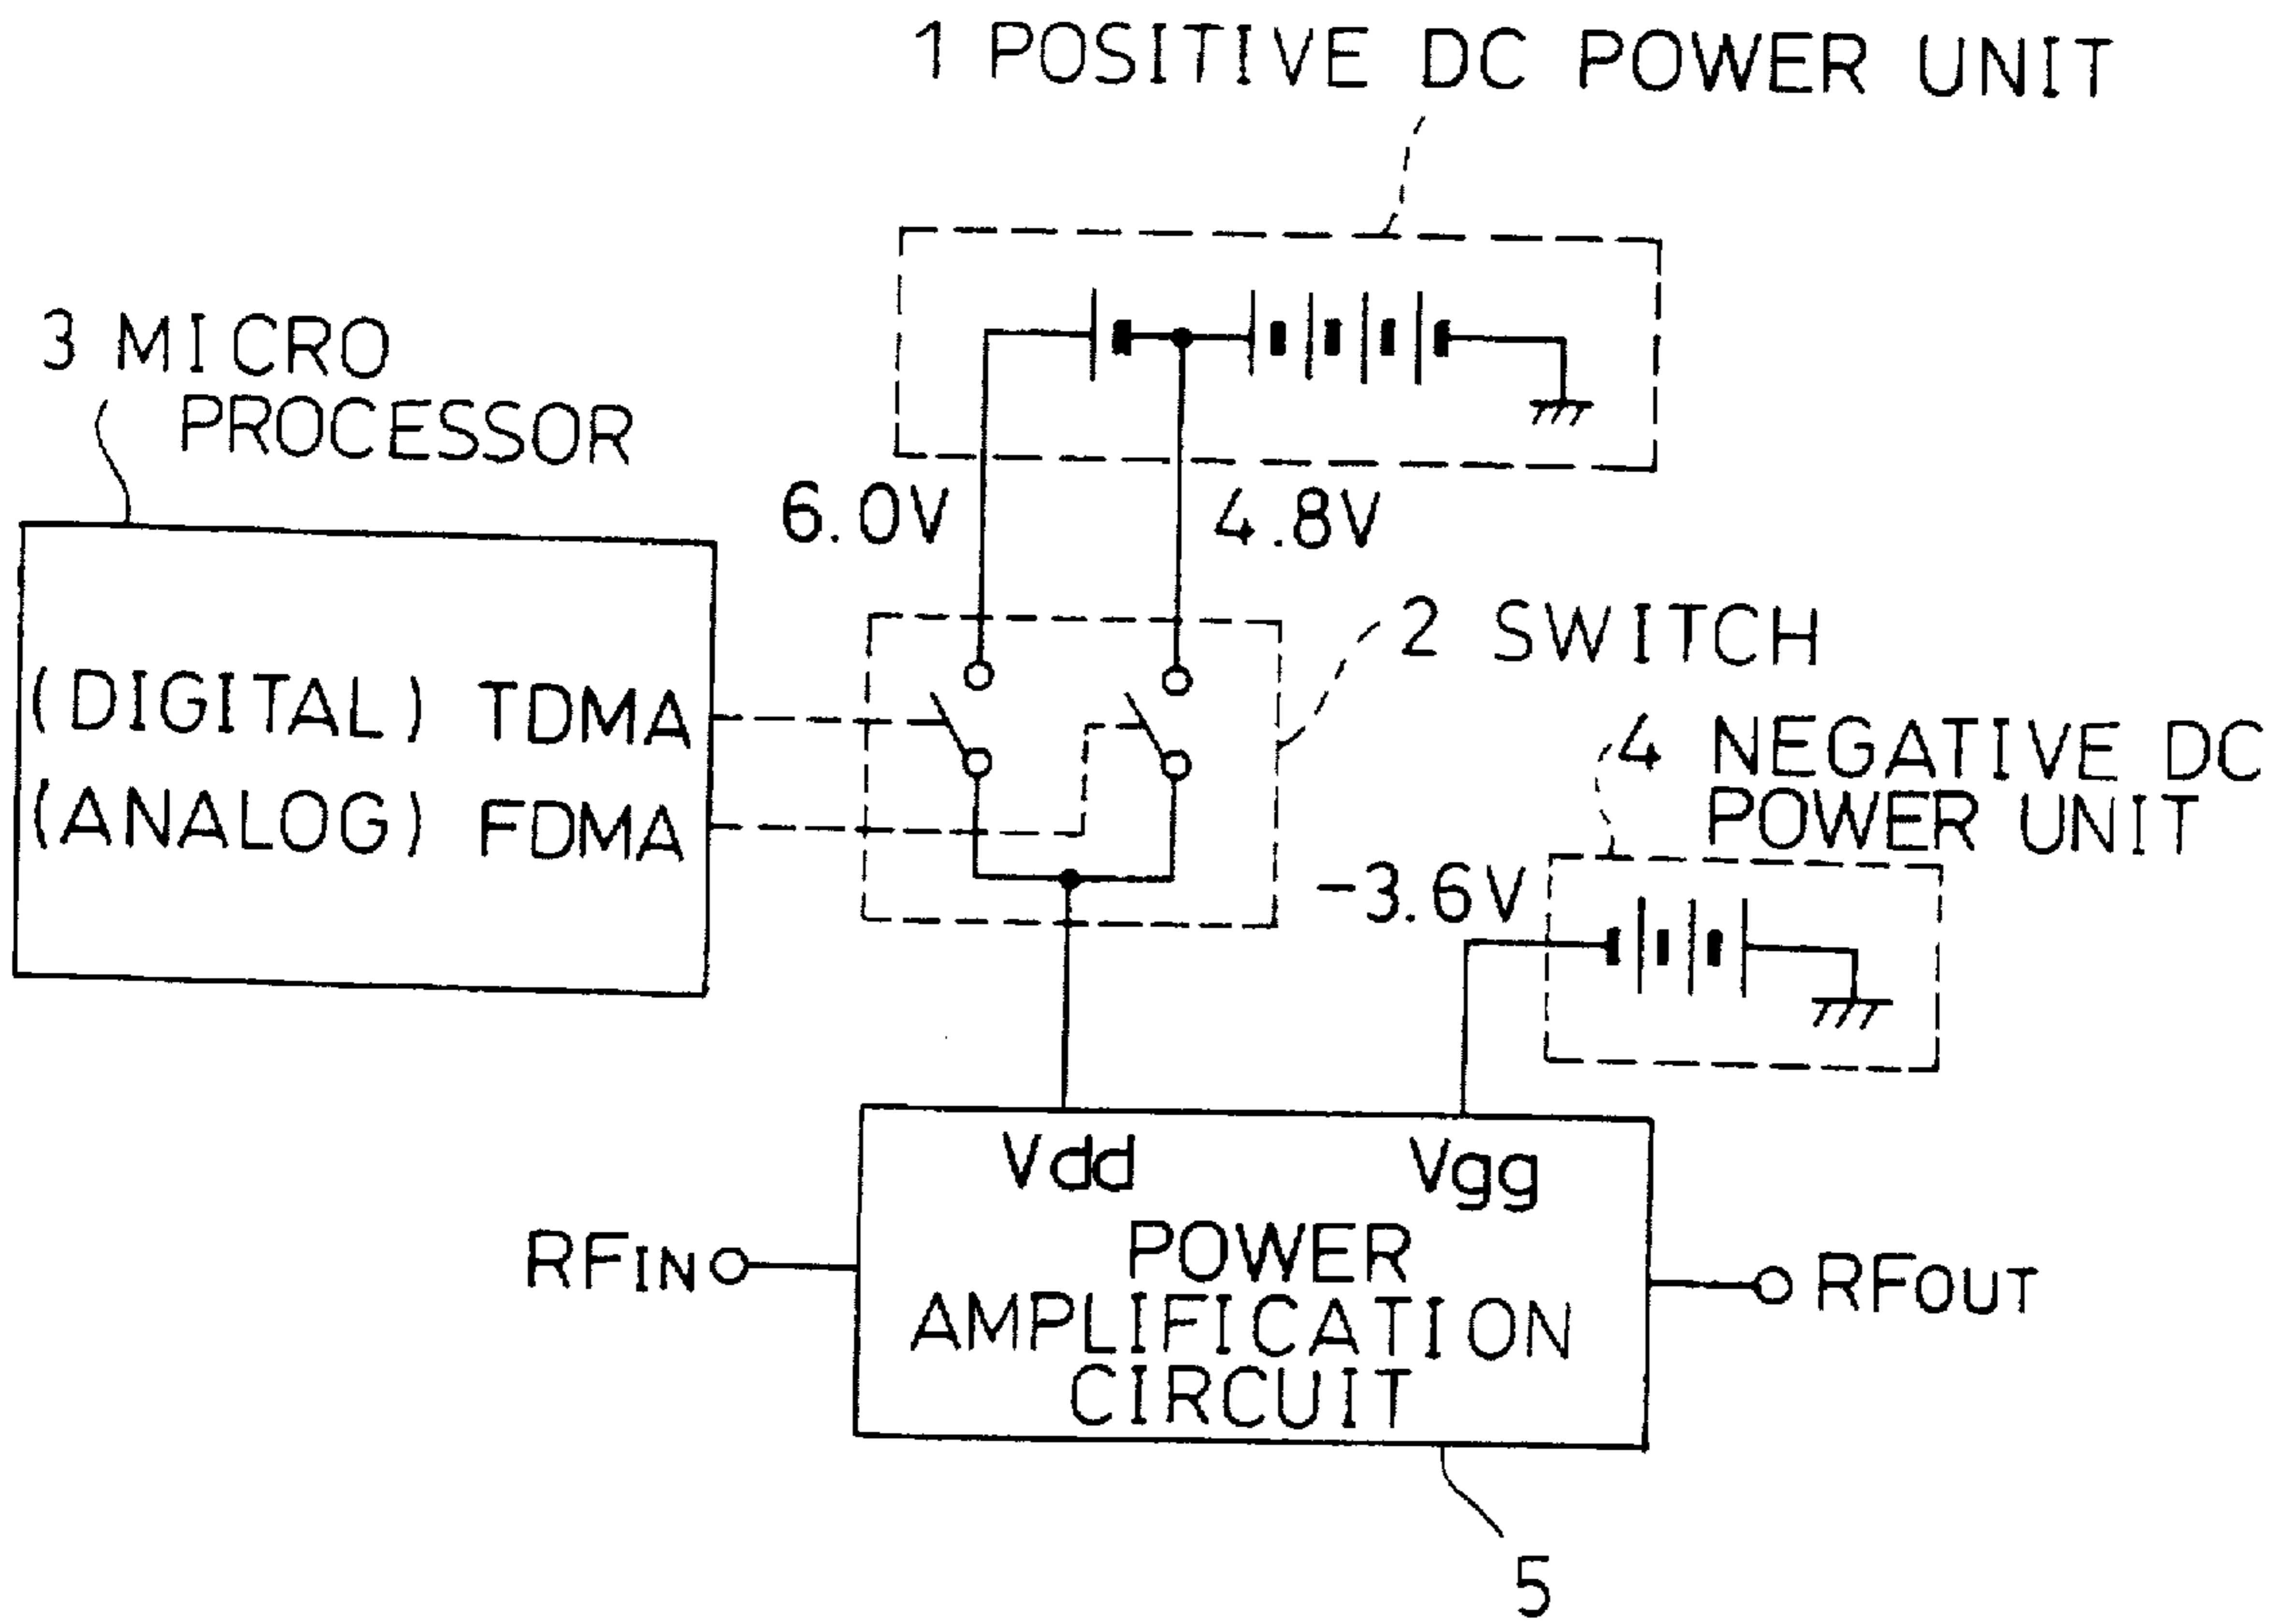 1 POSITIVE DC POWER UNIT
3 MICRO
PROCESSOR
6.0V
4.8V
2 SWITCH
(DIGITAL) TDMA
(ANALOG) FDMA
4 NEGATIVE DC
POWER UNIT
-3.6V
Vdd
Vgg
RFIN
POWER
AMPLIFICATION
CIRCUIT
RFOUT
5